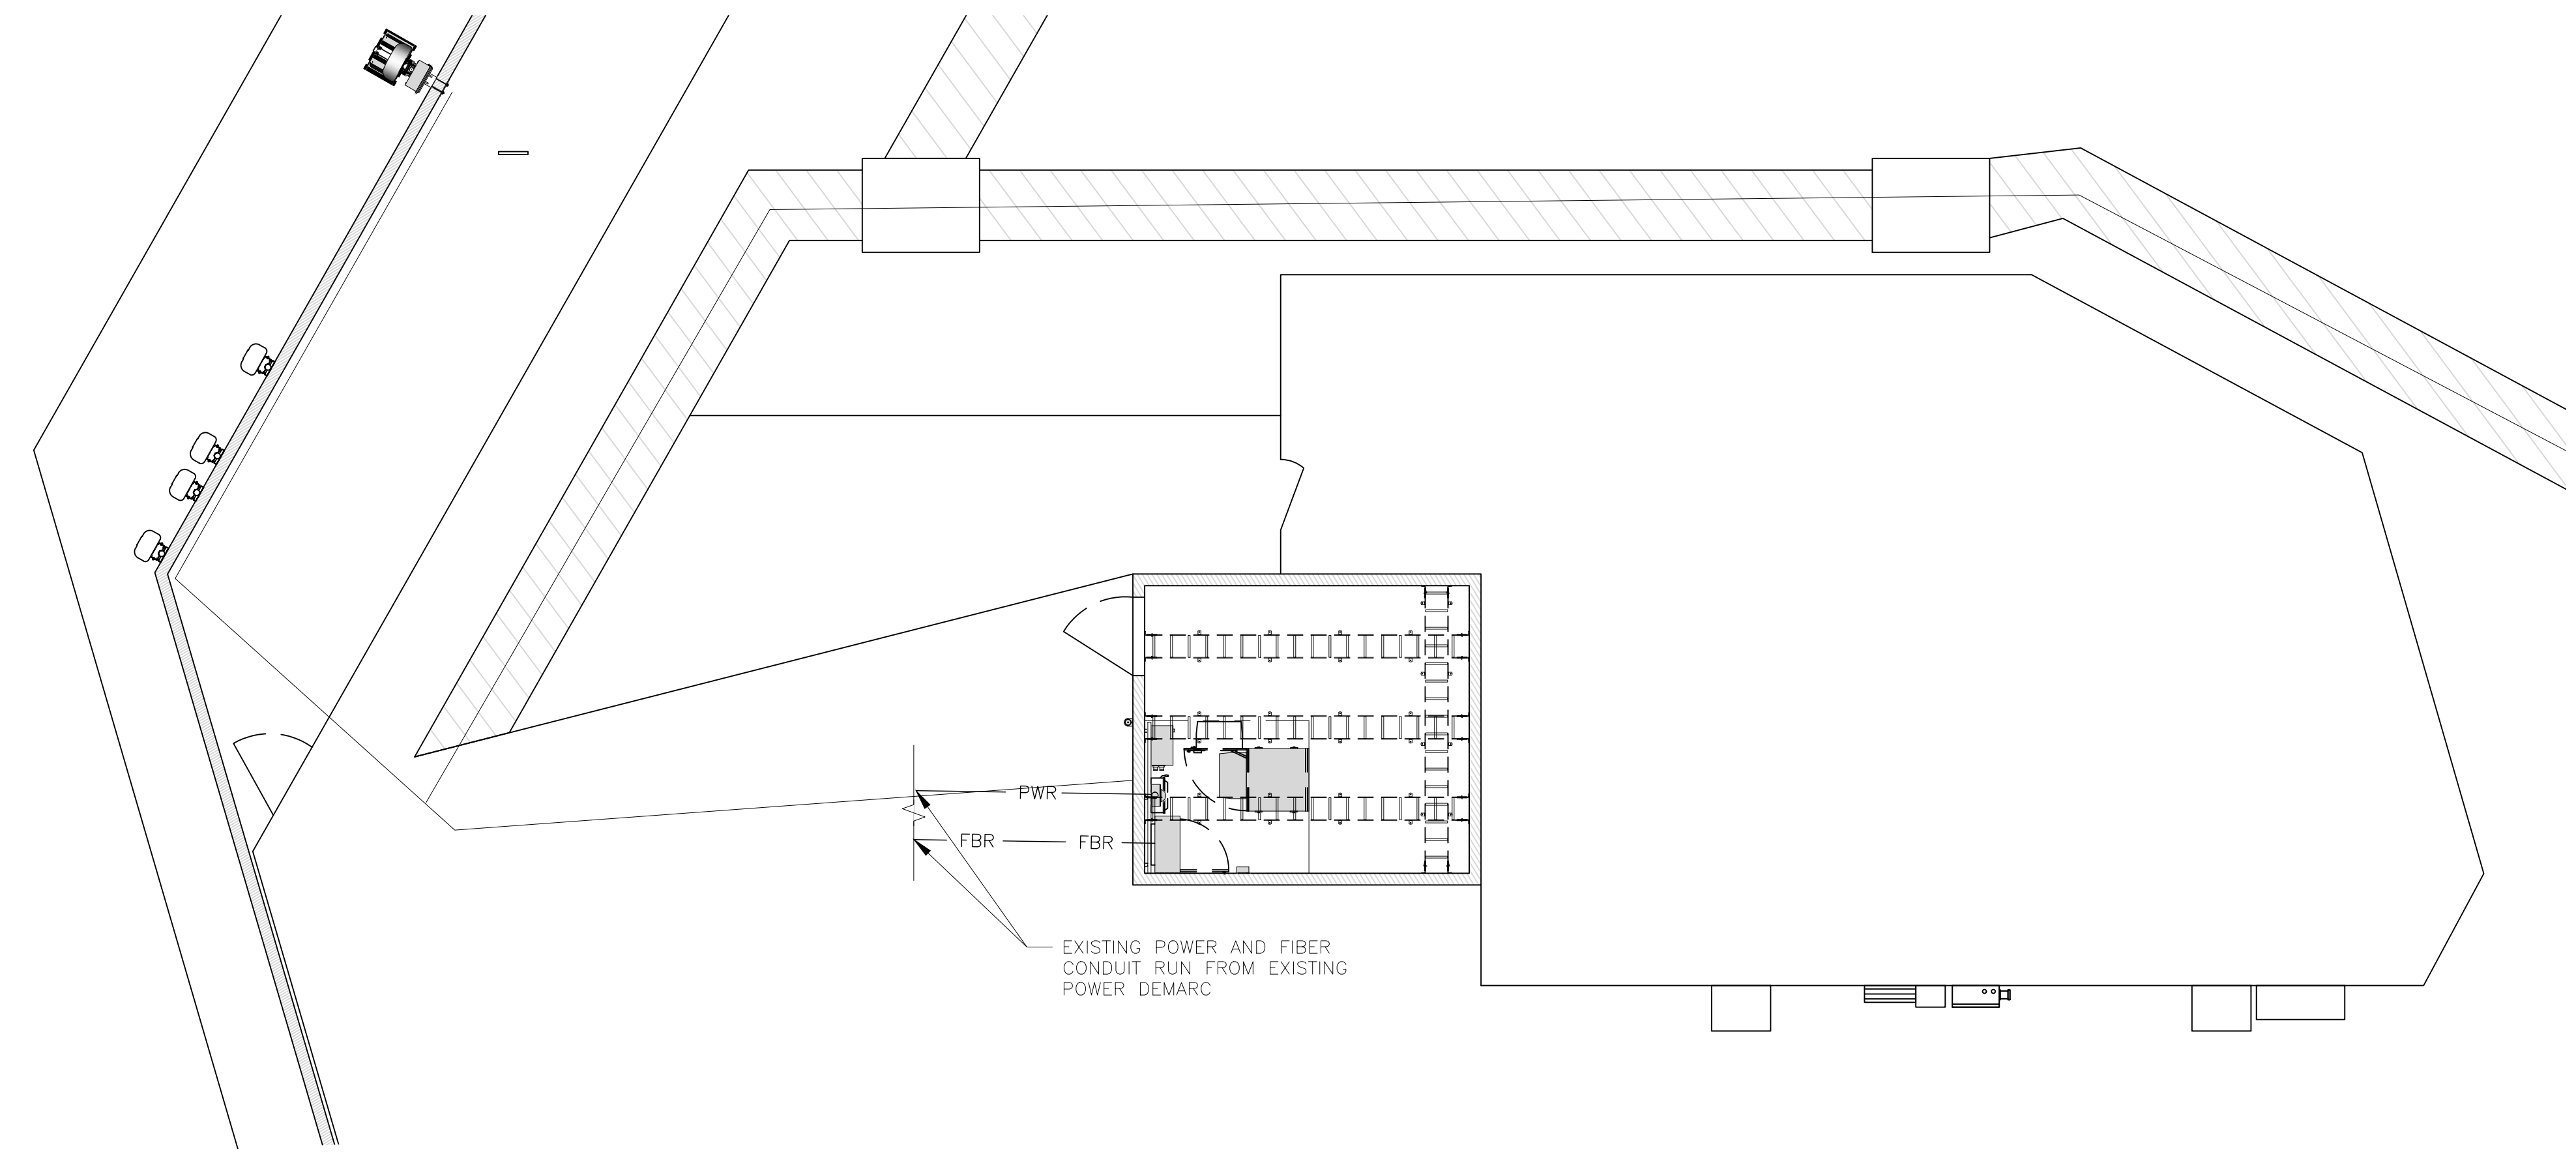 PWR
FBR FBR
EXISTING POWER AND FIBER
CONDUIT RUN FROM EXISTING
POWER DEMARC